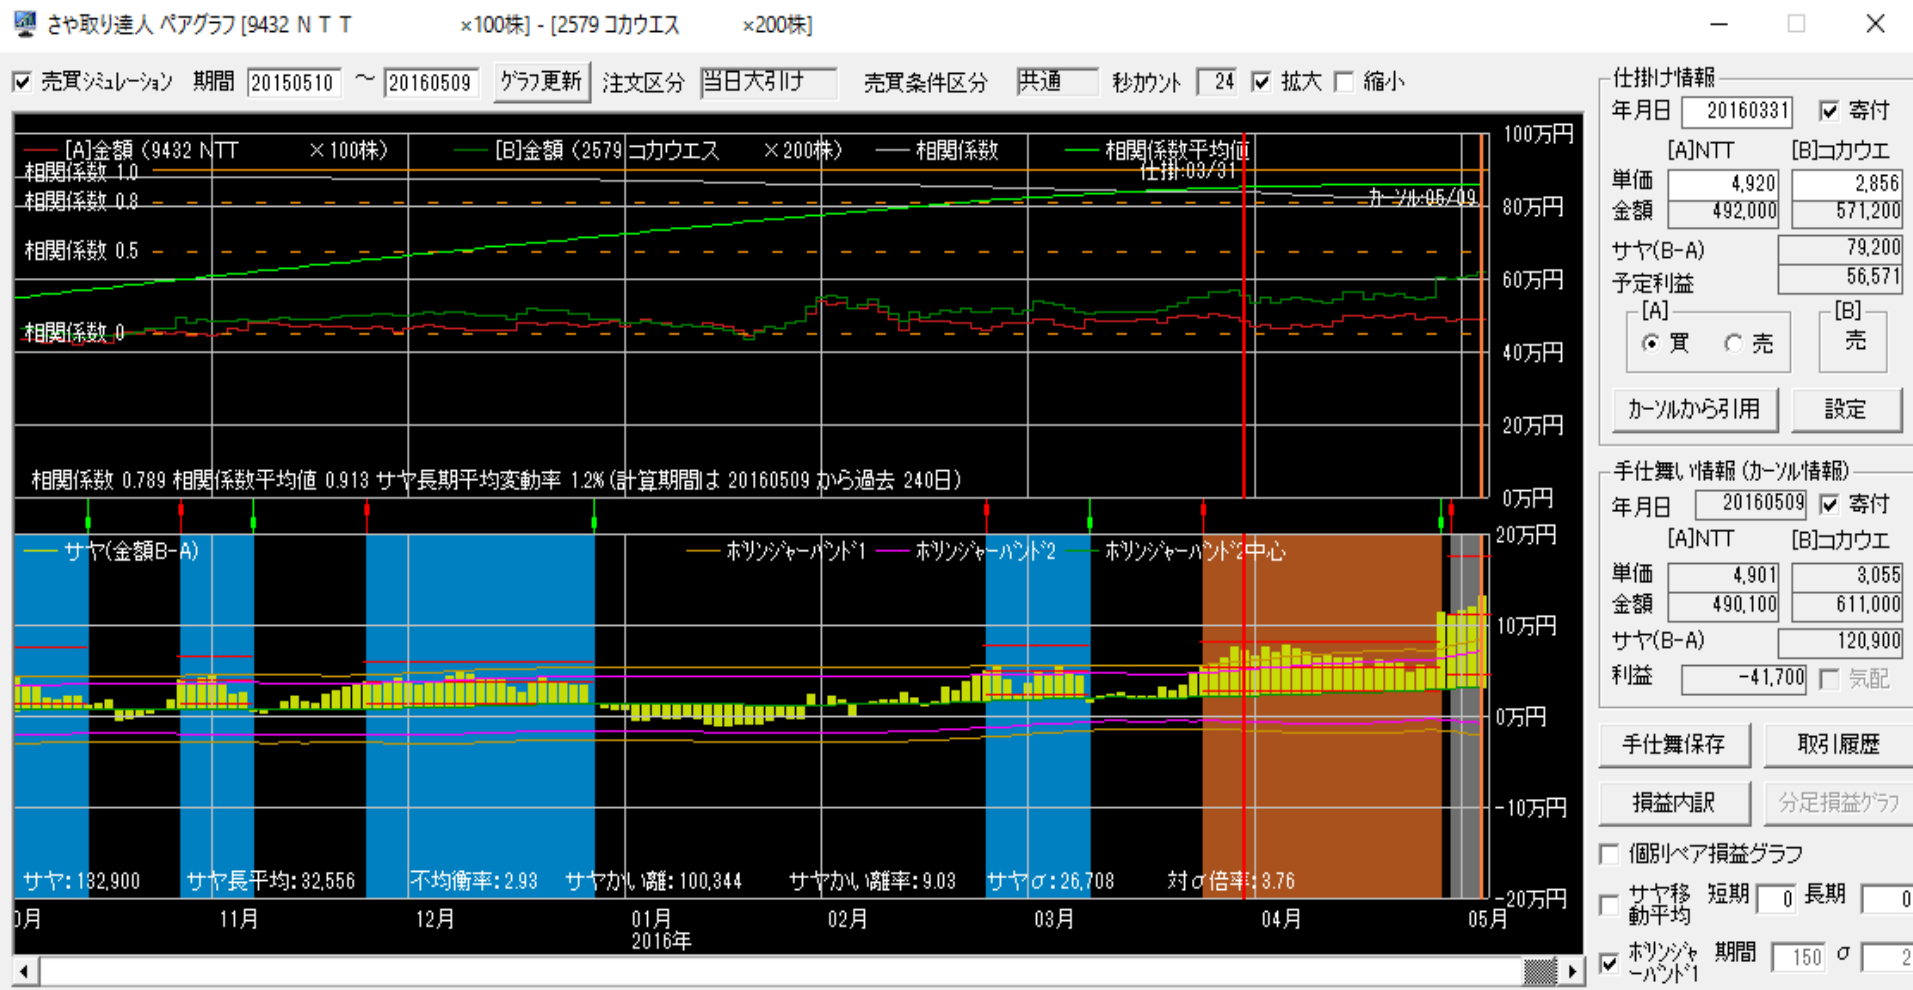 さや取り達人 ペアグラフ [9432 ＮＴＴ ×100株] - [2579 コカウエス ×200株]
売買シミュレーション 期間 20150510 ～ 20160509 グラフ更新 注文区分 当日大引け 売買条件区分 共通 秒カウント 24 拡大 縮小
[A]金額（9432 NTT ×100株） [B]金額（2579 コカウエス ×200株） 相関係数 相関係数平均値
相関係数 1.0
仕掛:03/31
相関係数 0.8
カーソル:05/09
相関係数 0.5
相関係数 0
100万円
80万円
60万円
40万円
20万円
0万円
相関係数 0.789 相関係数平均値 0.913 サヤ長期平均変動率 1.2% (計算期間は 20160509 から過去 240日)
サヤ(金額B-A) ボリンジャーバンド1 ボリンジャーバンド2 ボリンジャーバンド2中心
20万円
10万円
0万円
-10万円
-20万円
サヤ:132,900 サヤ長平均:32,556 不均衡率:2.93 サヤかい離:100,344 サヤかい離率:9.03 サヤσ:26,708 対σ倍率:3.76
0月 11月 12月 01月 02月 03月 04月 05月
2016年
仕掛け情報
年月日 20160331 寄付
[A]NTT [B]コカウエ
単価 4,920 2,856
金額 492,000 571,200
サヤ(B-A) 79,200
予定利益 56,571
[A] [B]
買 売 売
カーソルから引用 設定
手仕舞い情報 (カーソル情報)
年月日 20160509 寄付
[A]NTT [B]コカウエ
単価 4,901 3,055
金額 490,100 611,000
サヤ(B-A) 120,900
利益 -41,700 気配
手仕舞保存 取引履歴
損益内訳 分足損益グラフ
個別ペア損益グラフ
サヤ移動平均 短期 0 長期 0
ボリンジャーバンド1 期間 150 σ 2